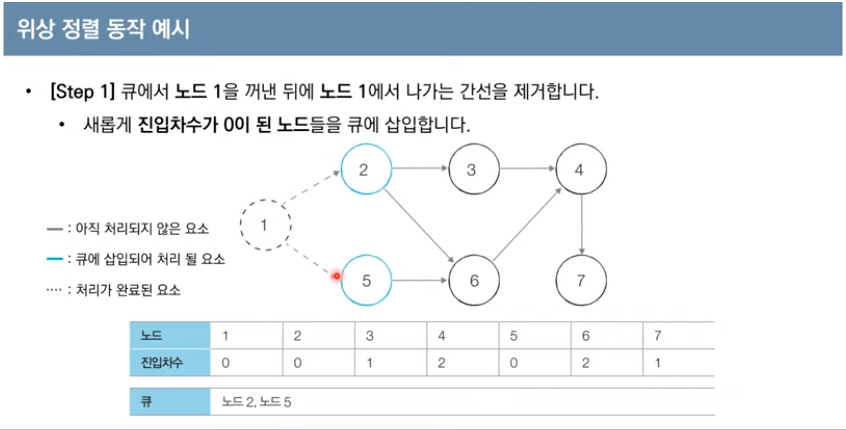 위상 정렬 동작 예시
• [Step 1] 큐에서 노드 1을 꺼낸 뒤에 노드 1에서 나가는 간선을 제거합니다.
• 새롭게 진입차수가 0이 된 노드들을 큐에 삽입합니다.
2 3 4
1
: 아직 처리되지 않은 요소
: 큐에 삽입되어 처리 될 요소
5 6 7
: 처리가 완료된 요소
노드 1 2 3 4 5 6 7
진입차수 0 0 1 2 0 2 1
큐 노드 2, 노드 5